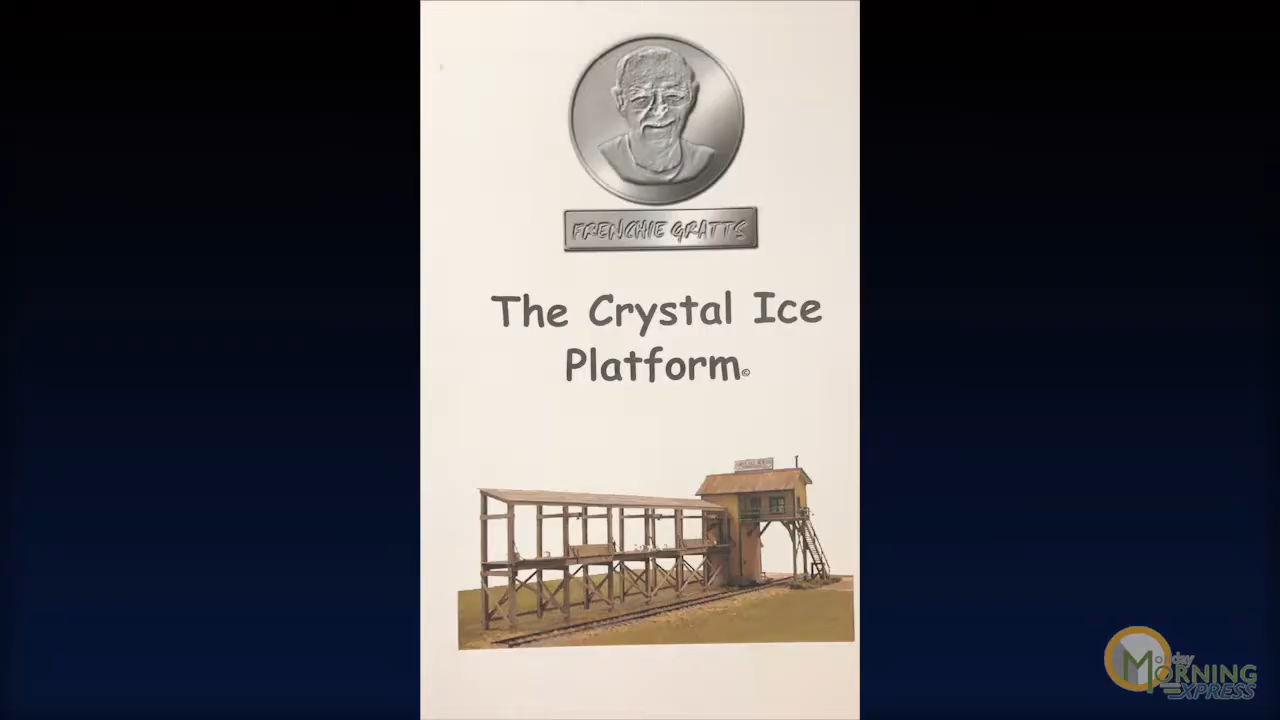 FRENCHIE GRATTS
The Crystal Ice
Platform©
Monday
MORNING
EXPRESS